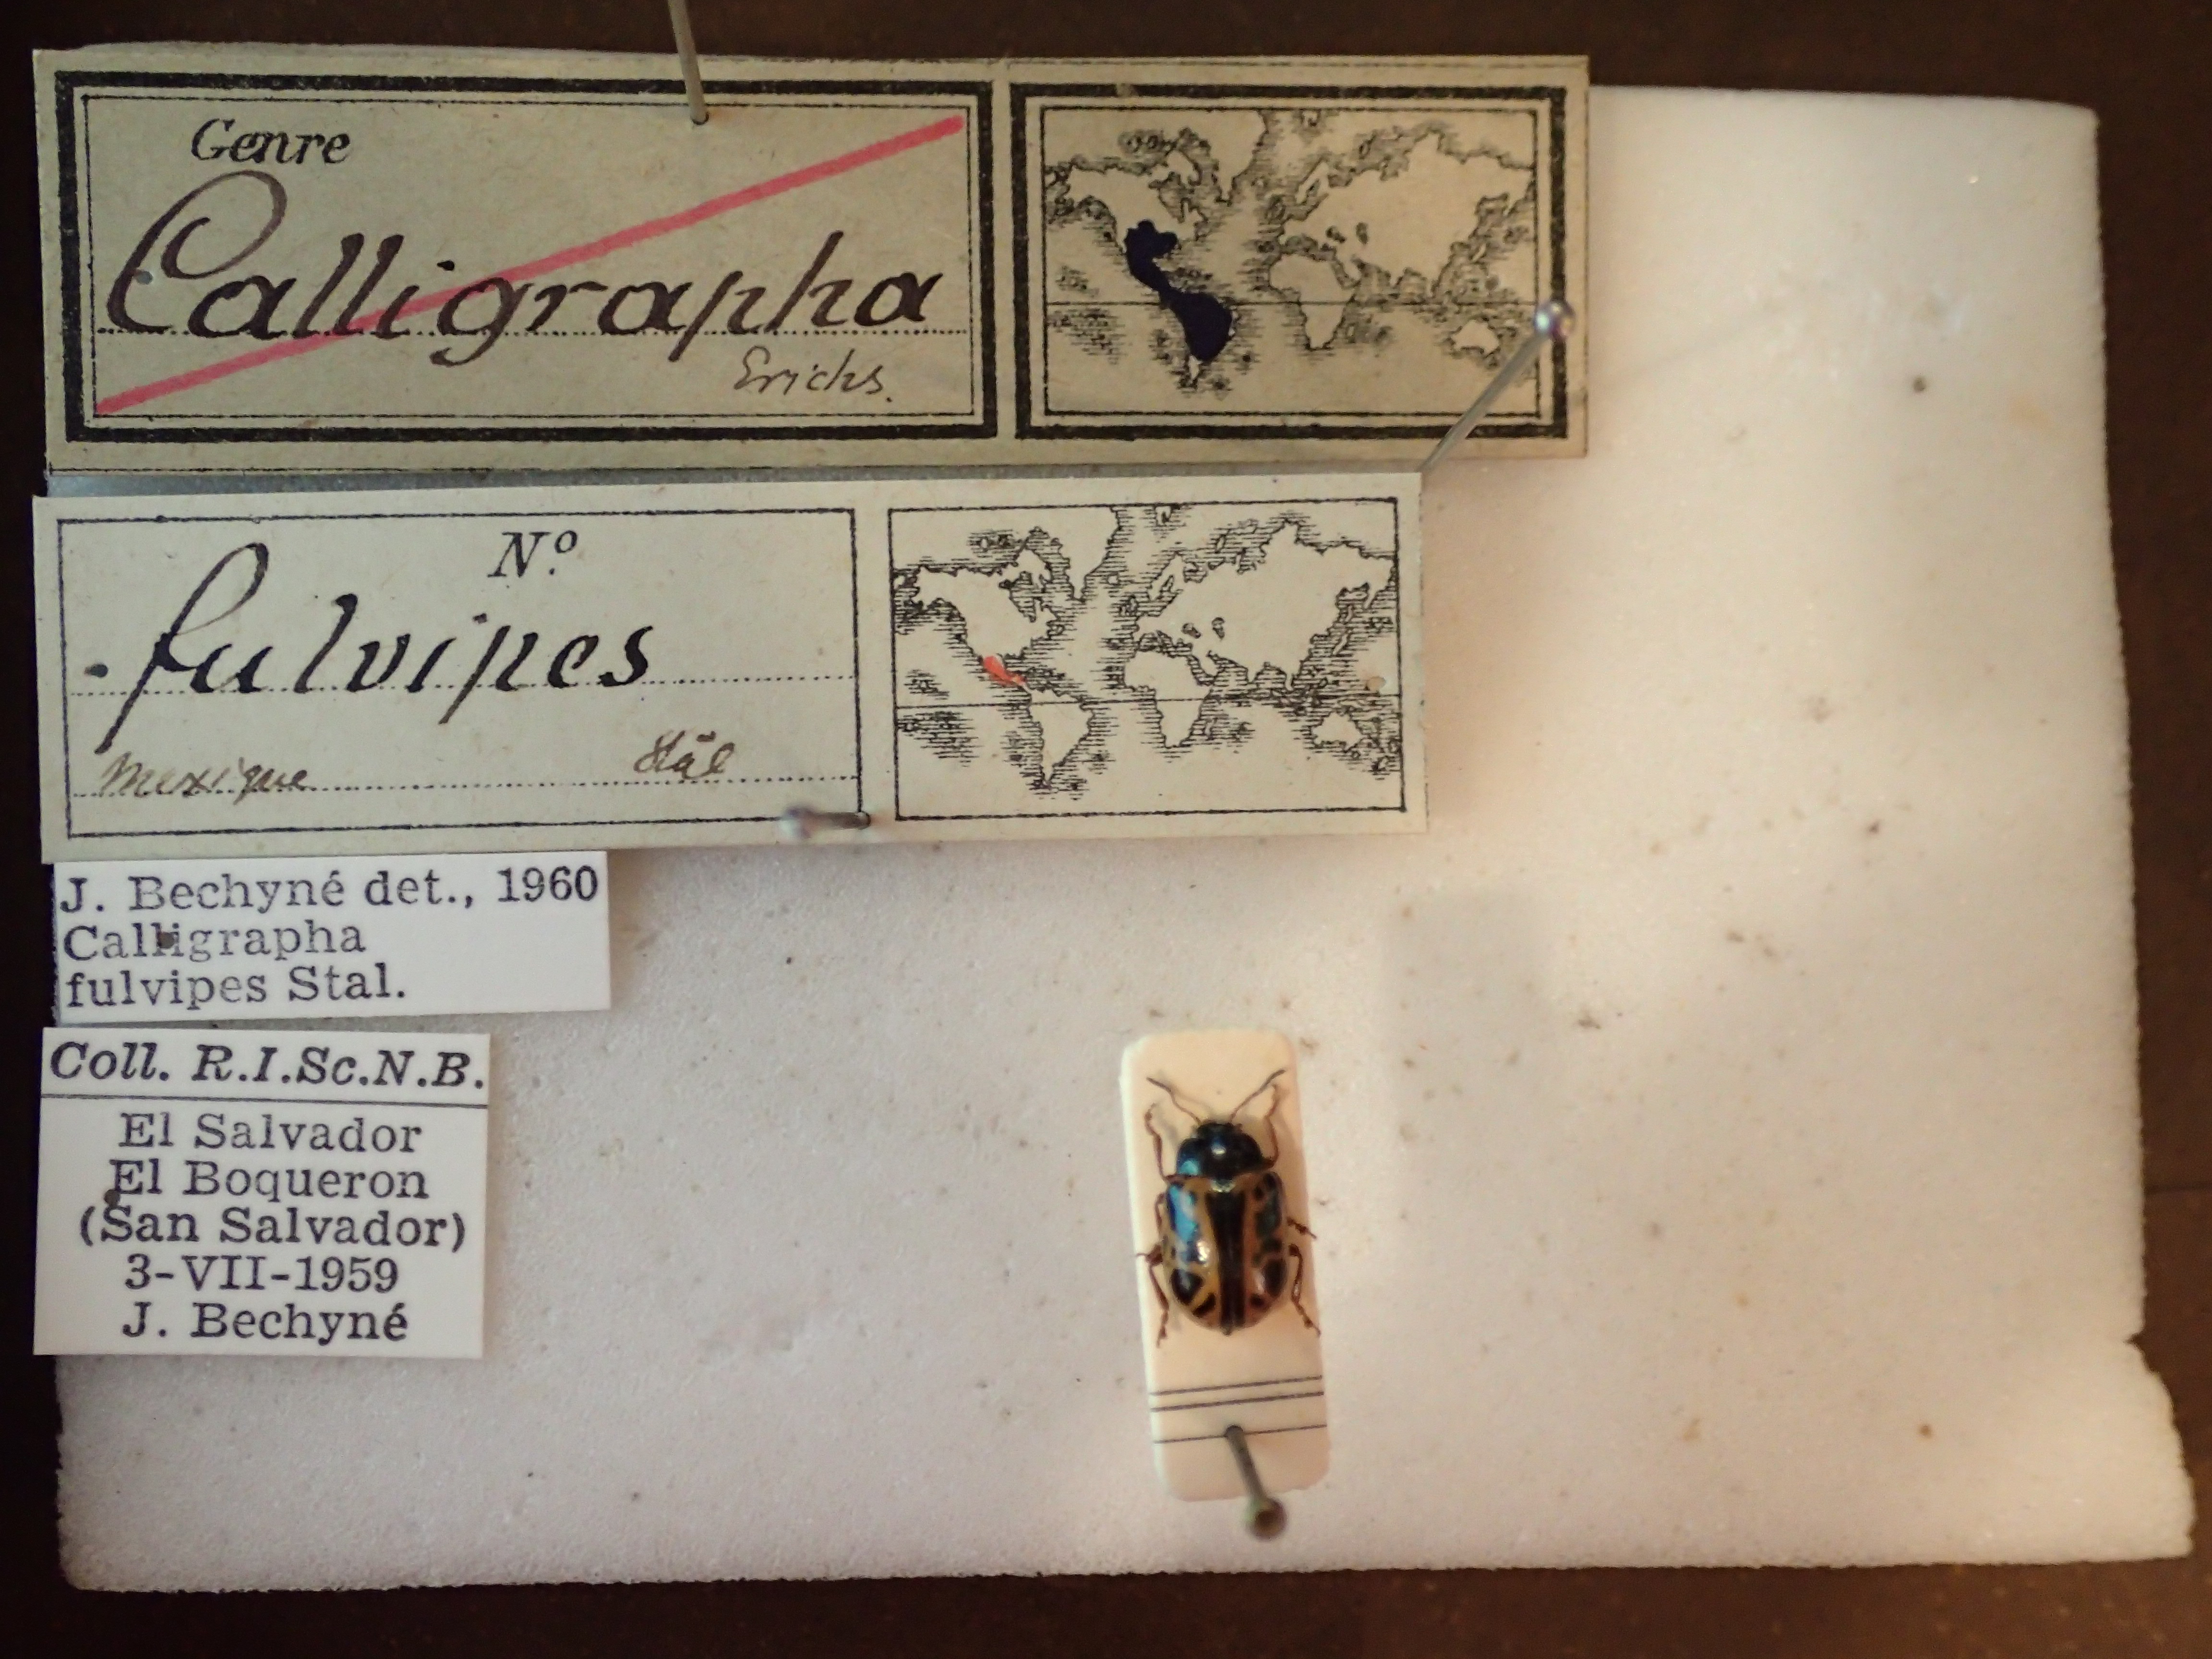 Genre
Calligrapha
Erichs.
Nº
fulvipes
Mexique Stål
J. Bechyné det., 1960
Calligrapha
fulvipes Stal.
Coll. R.I.Sc.N.B.
El Salvador
El Boqueron
(San Salvador)
3-VII-1959
J. Bechyné